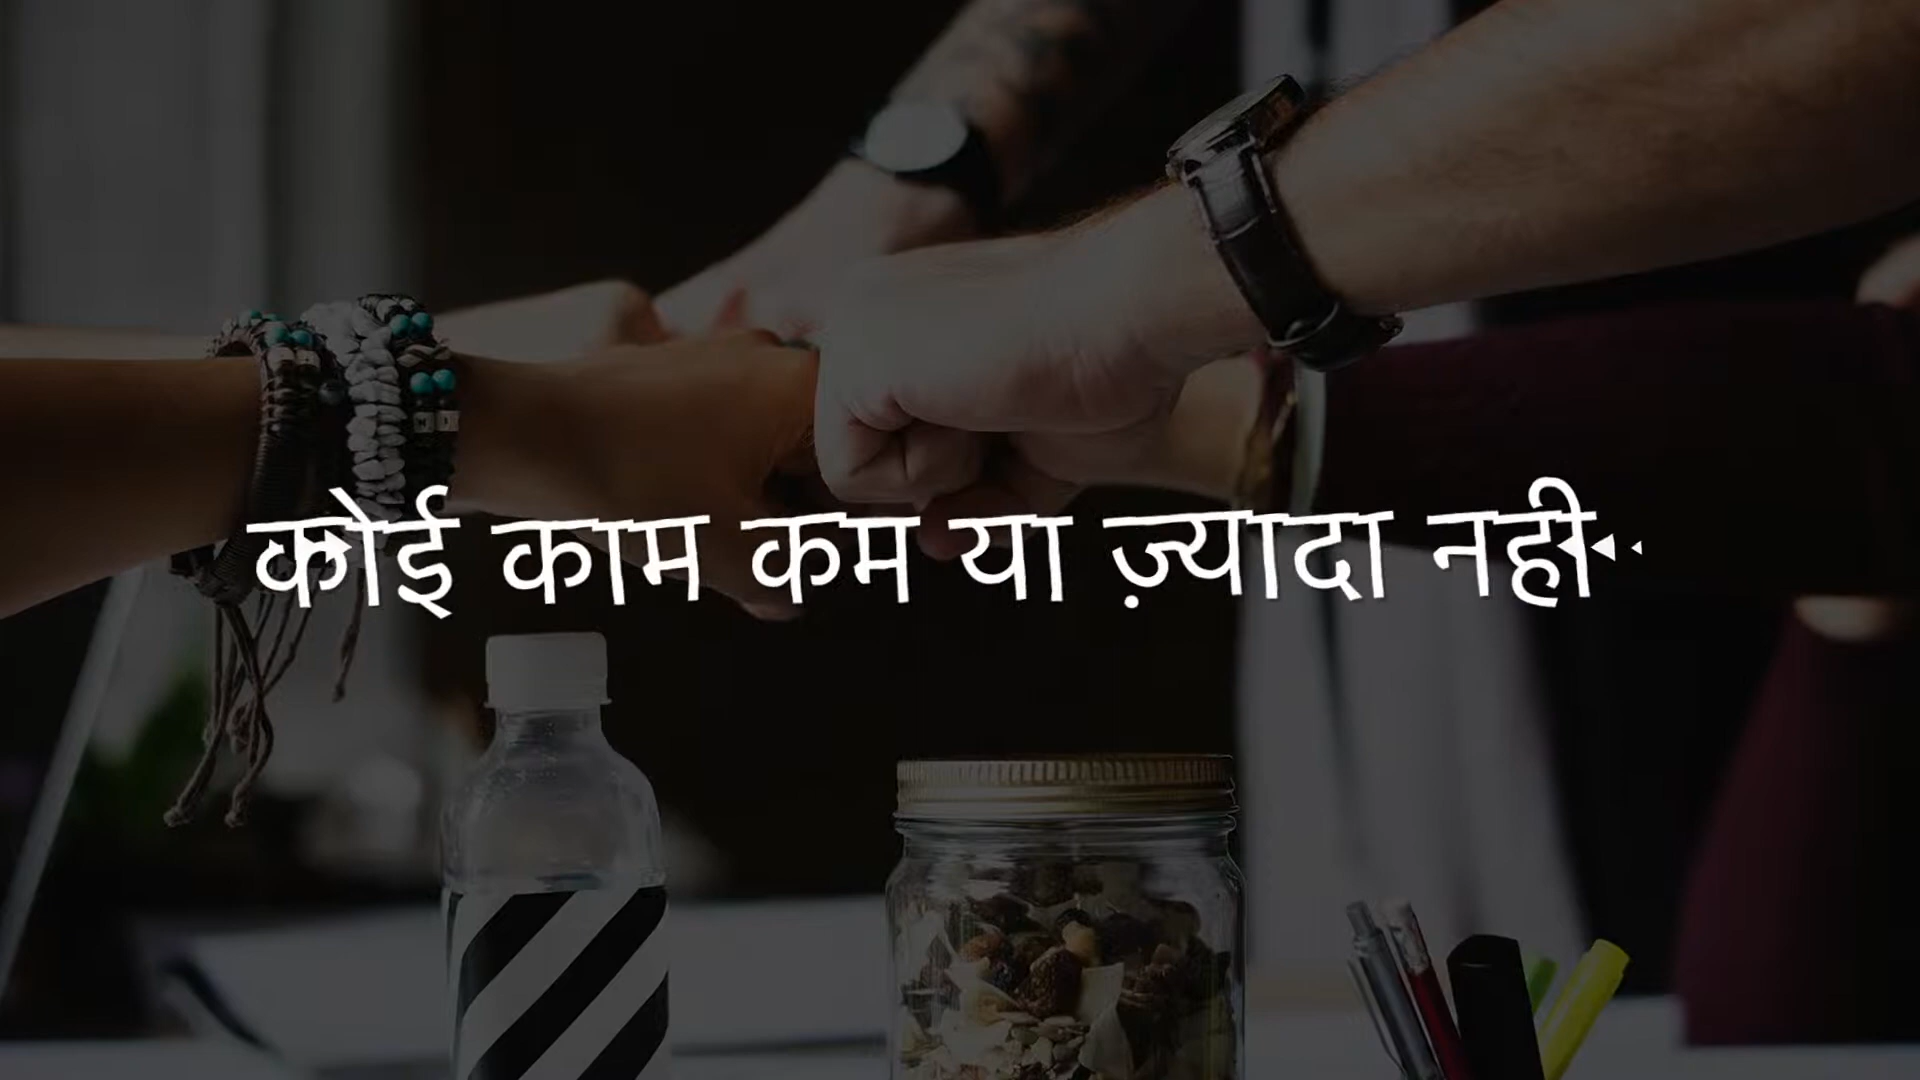 कोई काम कम या ज़्यादा नही